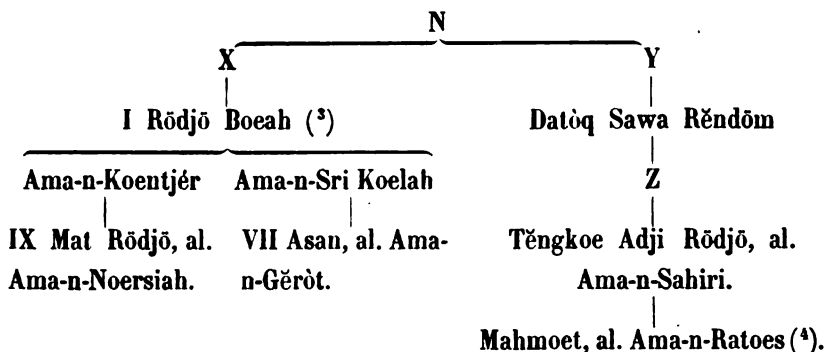 N
X Y
I Rödjö Boeah (³) Datòq Sawa Rĕndöm
Ama-n-Koentjér Ama-n-Sri Koelah Z
IX Mat Rödjö, al. VII Asan, al. Ama- Tĕngkoe Adji Rödjö, al.
Ama-n-Noersiah. n-Gĕròt. Ama-n-Sahiri.
Mahmoet, al. Ama-n-Ratoes (⁴).